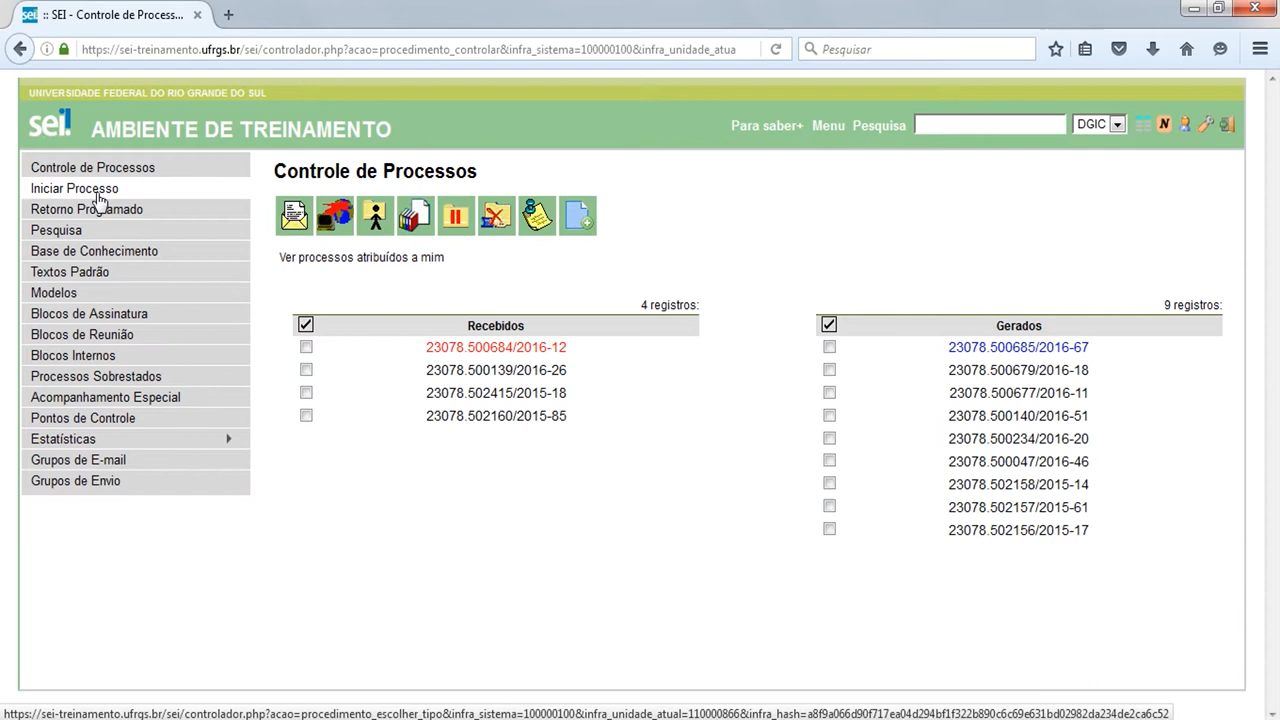 :: SEI - Controle de Process...
https://sei-treinamento.ufrgs.br/sei/controlador.php?acao=procedimento_controlar&infra_sistema=100000100&infra_unidade_atua
Pesquisar
UNIVERSIDADE FEDERAL DO RIO GRANDE DO SUL
sei! AMBIENTE DE TREINAMENTO
Para saber+ Menu Pesquisa DGIC
Controle de Processos
Iniciar Processo
Retorno Programado
Pesquisa
Base de Conhecimento
Textos Padrão
Modelos
Blocos de Assinatura
Blocos de Reunião
Blocos Internos
Processos Sobrestados
Acompanhamento Especial
Pontos de Controle
Estatísticas
Grupos de E-mail
Grupos de Envio
Controle de Processos
Ver processos atribuídos a mim
4 registros:
Recebidos
23078.500684/2016-12
23078.500139/2016-26
23078.502415/2015-18
23078.502160/2015-85
9 registros:
Gerados
23078.500685/2016-67
23078.500679/2016-18
23078.500677/2016-11
23078.500140/2016-51
23078.500234/2016-20
23078.500047/2016-46
23078.502158/2015-14
23078.502157/2015-61
23078.502156/2015-17
https://sei-treinamento.ufrgs.br/sei/controlador.php?acao=procedimento_escolher_tipo&infra_sistema=100000100&infra_unidade_atual=110000866&infra_hash=a8f9a066d90f717ea04d294bf1f322b890c6c69e631bd02982da234de2ca6c52